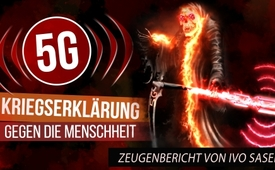 5G
KRIEGSERKLÄRUNG
GEGEN DIE MENSCHHEIT
ZEUGENBERICHT VON IVO SASEK